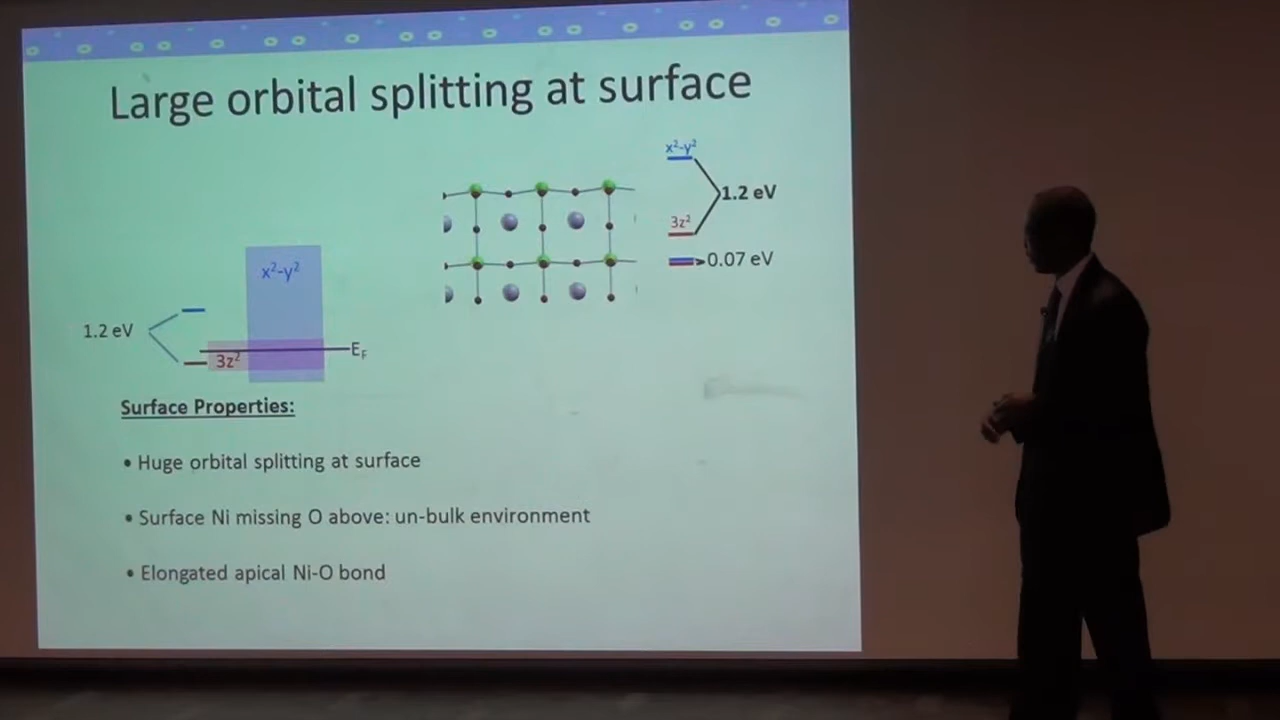 Large orbital splitting at surface
x²-y²
1.2 eV
3z²
>0.07 eV
x²-y²
1.2 eV
3z²
E_F
Surface Properties:
• Huge orbital splitting at surface
• Surface Ni missing O above: un-bulk environment
• Elongated apical Ni-O bond